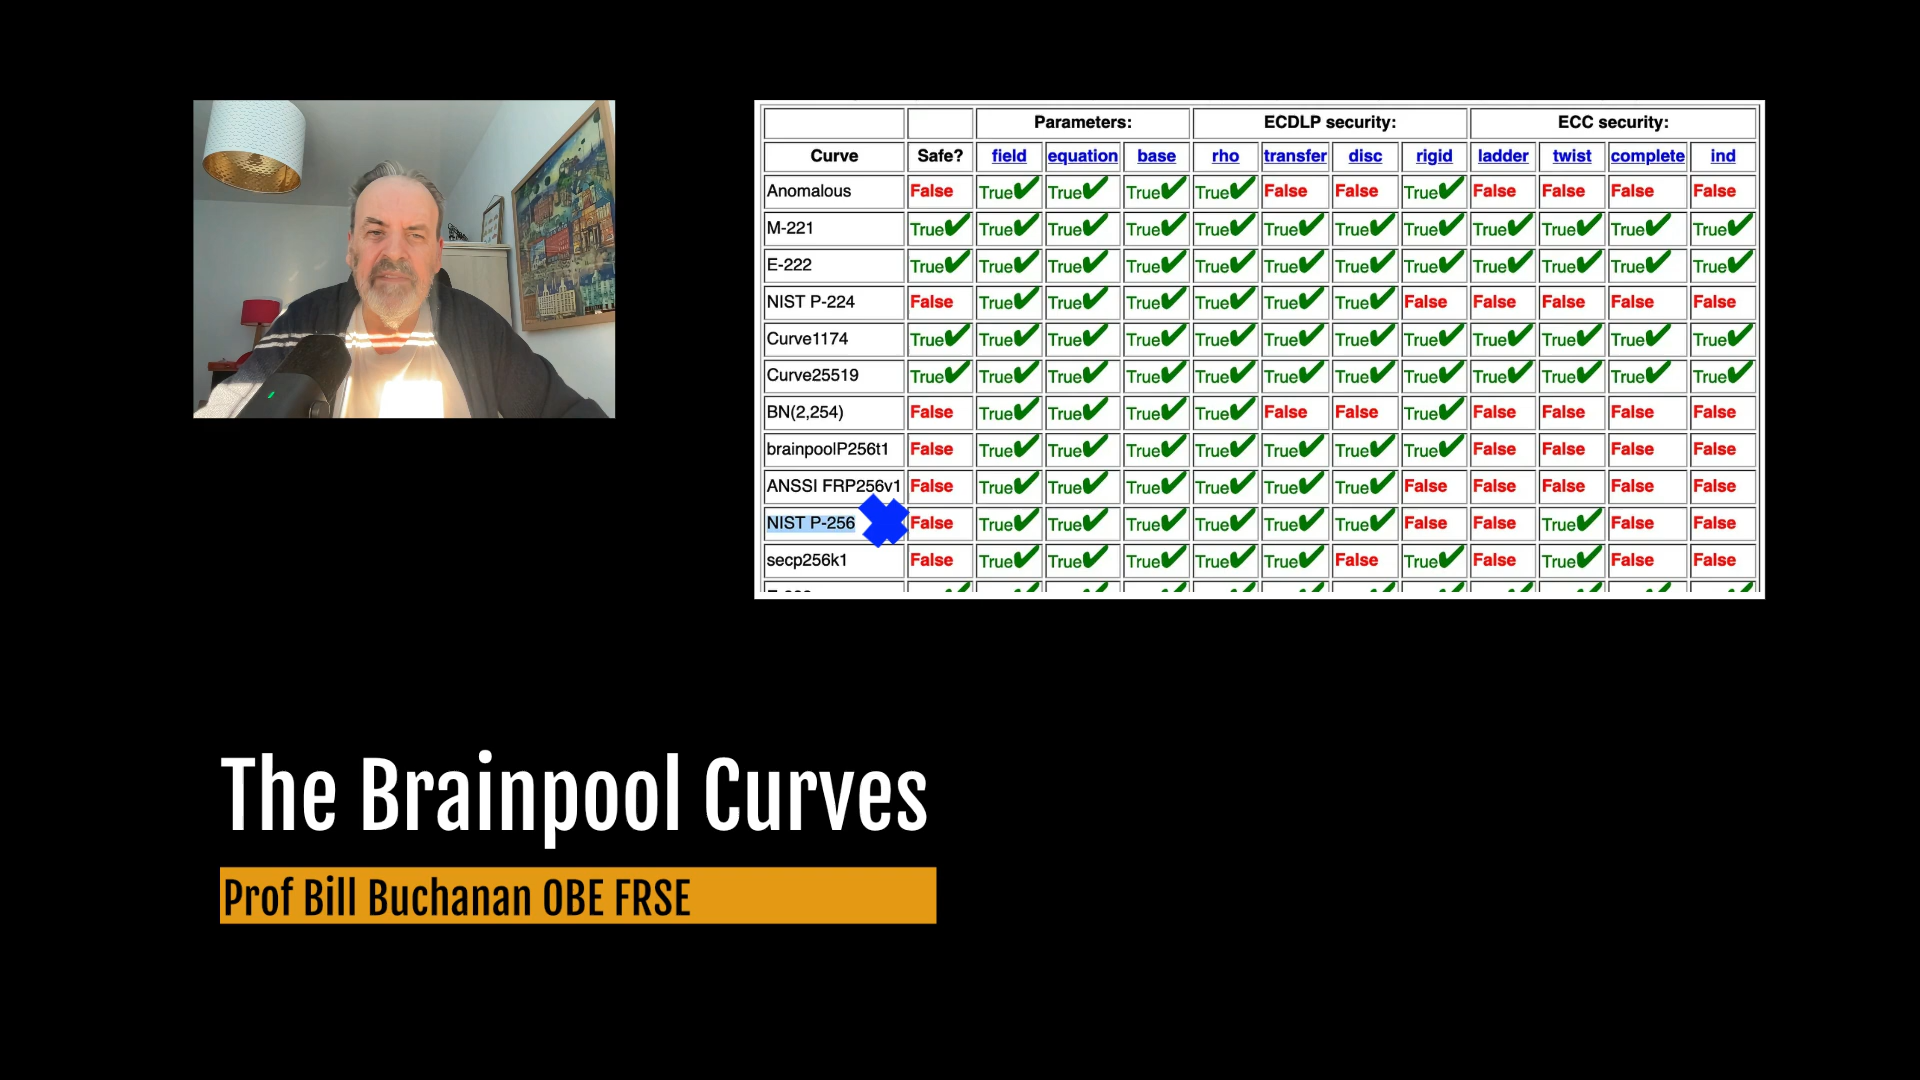 Parameters: ECDLP security: ECC security:
Curve Safe? field equation base rho transfer disc rigid ladder twist complete ind
Anomalous False True✔ True✔ True✔ True✔ False False True✔ False False False False
M-221 True✔ True✔ True✔ True✔ True✔ True✔ True✔ True✔ True✔ True✔ True✔ True✔
E-222 True✔ True✔ True✔ True✔ True✔ True✔ True✔ True✔ True✔ True✔ True✔ True✔
NIST P-224 False True✔ True✔ True✔ True✔ True✔ True✔ False False False False False
Curve1174 True✔ True✔ True✔ True✔ True✔ True✔ True✔ True✔ True✔ True✔ True✔ True✔
Curve25519 True✔ True✔ True✔ True✔ True✔ True✔ True✔ True✔ True✔ True✔ True✔ True✔
BN(2,254) False True✔ True✔ True✔ True✔ False False True✔ False False False False
brainpoolP256t1 False True✔ True✔ True✔ True✔ True✔ True✔ True✔ False False False False
ANSSI FRP256v1 False True✔ True✔ True✔ True✔ True✔ True✔ False False False False False
NIST P-256 False True✔ True✔ True✔ True✔ True✔ True✔ False False True✔ False False
secp256k1 False True✔ True✔ True✔ True✔ True✔ False True✔ False True✔ False False
The Brainpool Curves
Prof Bill Buchanan OBE FRSE